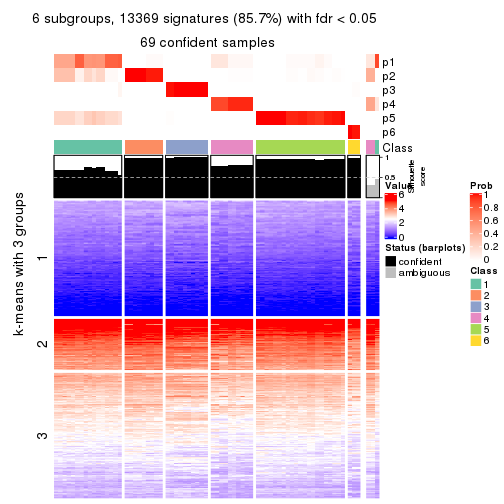 6 subgroups, 13369 signatures (85.7%) with fdr < 0.05
69 confident samples
p1
p2
p3
p4
p5
p6
Class
1
0.5
0
Silhouette
score
k-means with 3 groups
1
2
3
Value
6
4
2
0
Status (barplots)
confident
ambiguous
Prob
1
0.8
0.6
0.4
0.2
0
Class
1
2
3
4
5
6